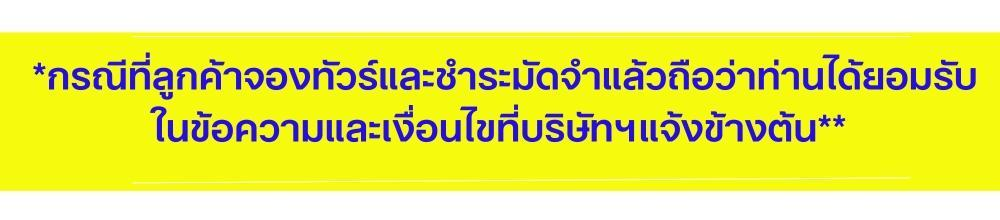 *กรณีที่ลูกค้าจองทัวร์และชำระมัดจำแล้วถือว่าท่านได้ยอมรับ
ในข้อความและเงื่อนไขที่บริษัทฯแจ้งข้างต้น**